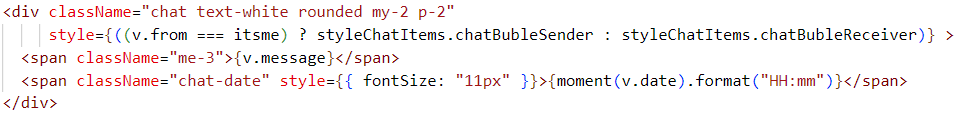 <div className="chat text-white rounded my-2 p-2"
style={((v.from === itsme) ? styleChatItems.chatBubleSender : styleChatItems.chatBubleReceiver)} >
<span className="me-3">{v.message}</span>
<span className="chat-date" style={{ fontSize: "11px" }}>{moment(v.date).format("HH:mm")}</span>
</div>